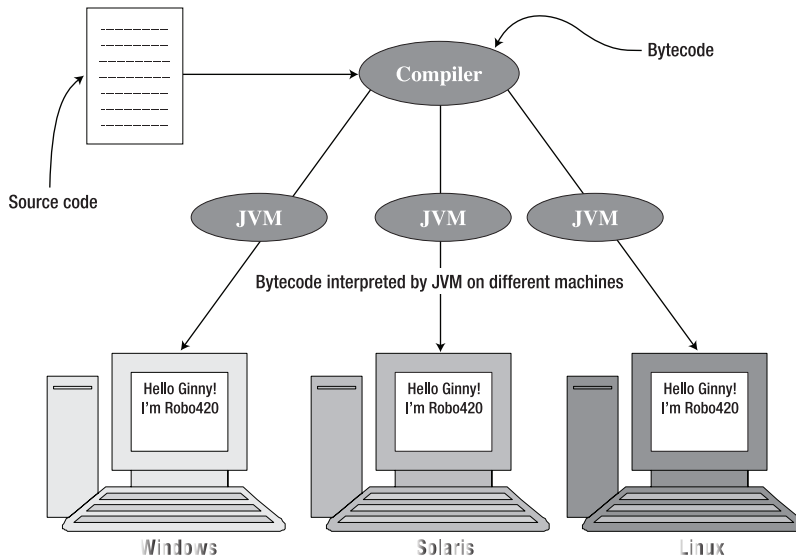 Bytecode
Compiler
Source code
JVM
JVM
JVM
Bytecode interpreted by JVM on different machines
Hello Ginny!
I'm Robo420
Hello Ginny!
I'm Robo420
Hello Ginny!
I'm Robo420
Windows
Solaris
Linux